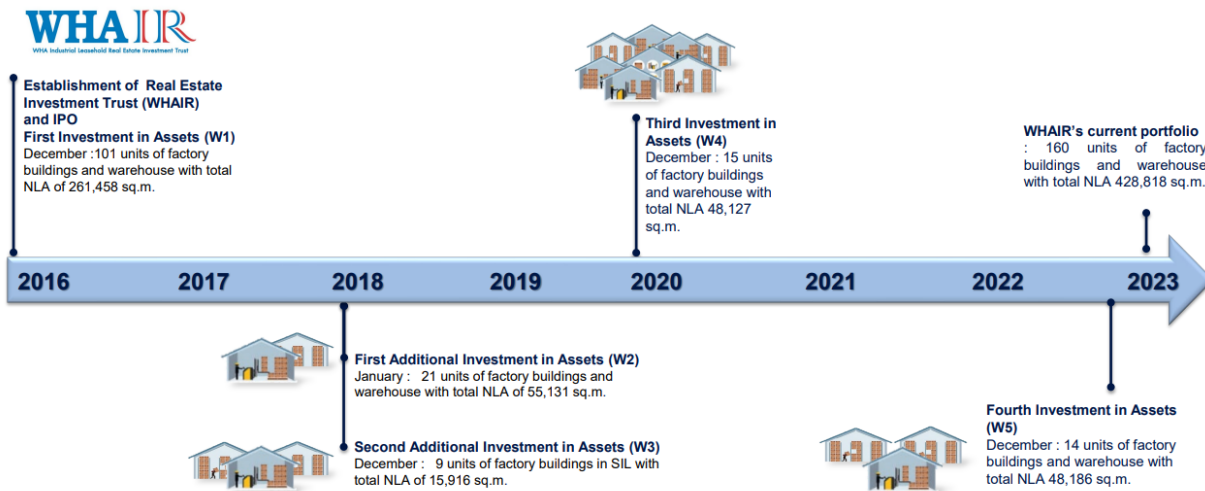 WHAIR
WHA Industrial Leasehold Real Estate Investment Trust
Establishment of Real Estate
Investment Trust (WHAIR)
and IPO
First Investment in Assets (W1)
December :101 units of factory
buildings and warehouse with total
NLA of 261,458 sq.m.
Third Investment in
Assets (W4)
December : 15 units
of factory buildings
and warehouse with
total NLA 48,127
sq.m.
WHAIR's current portfolio
: 160 units of factory
buildings and warehouse
with total NLA 428,818 sq.m.
2016 2017 2018 2019 2020 2021 2022 2023
First Additional Investment in Assets (W2)
January : 21 units of factory buildings and
warehouse with total NLA of 55,131 sq.m.
Second Additional Investment in Assets (W3)
December : 9 units of factory buildings in SIL with
total NLA of 15,916 sq.m.
Fourth Investment in Assets
(W5)
December : 14 units of factory
buildings and warehouse with
total NLA 48,186 sq.m.